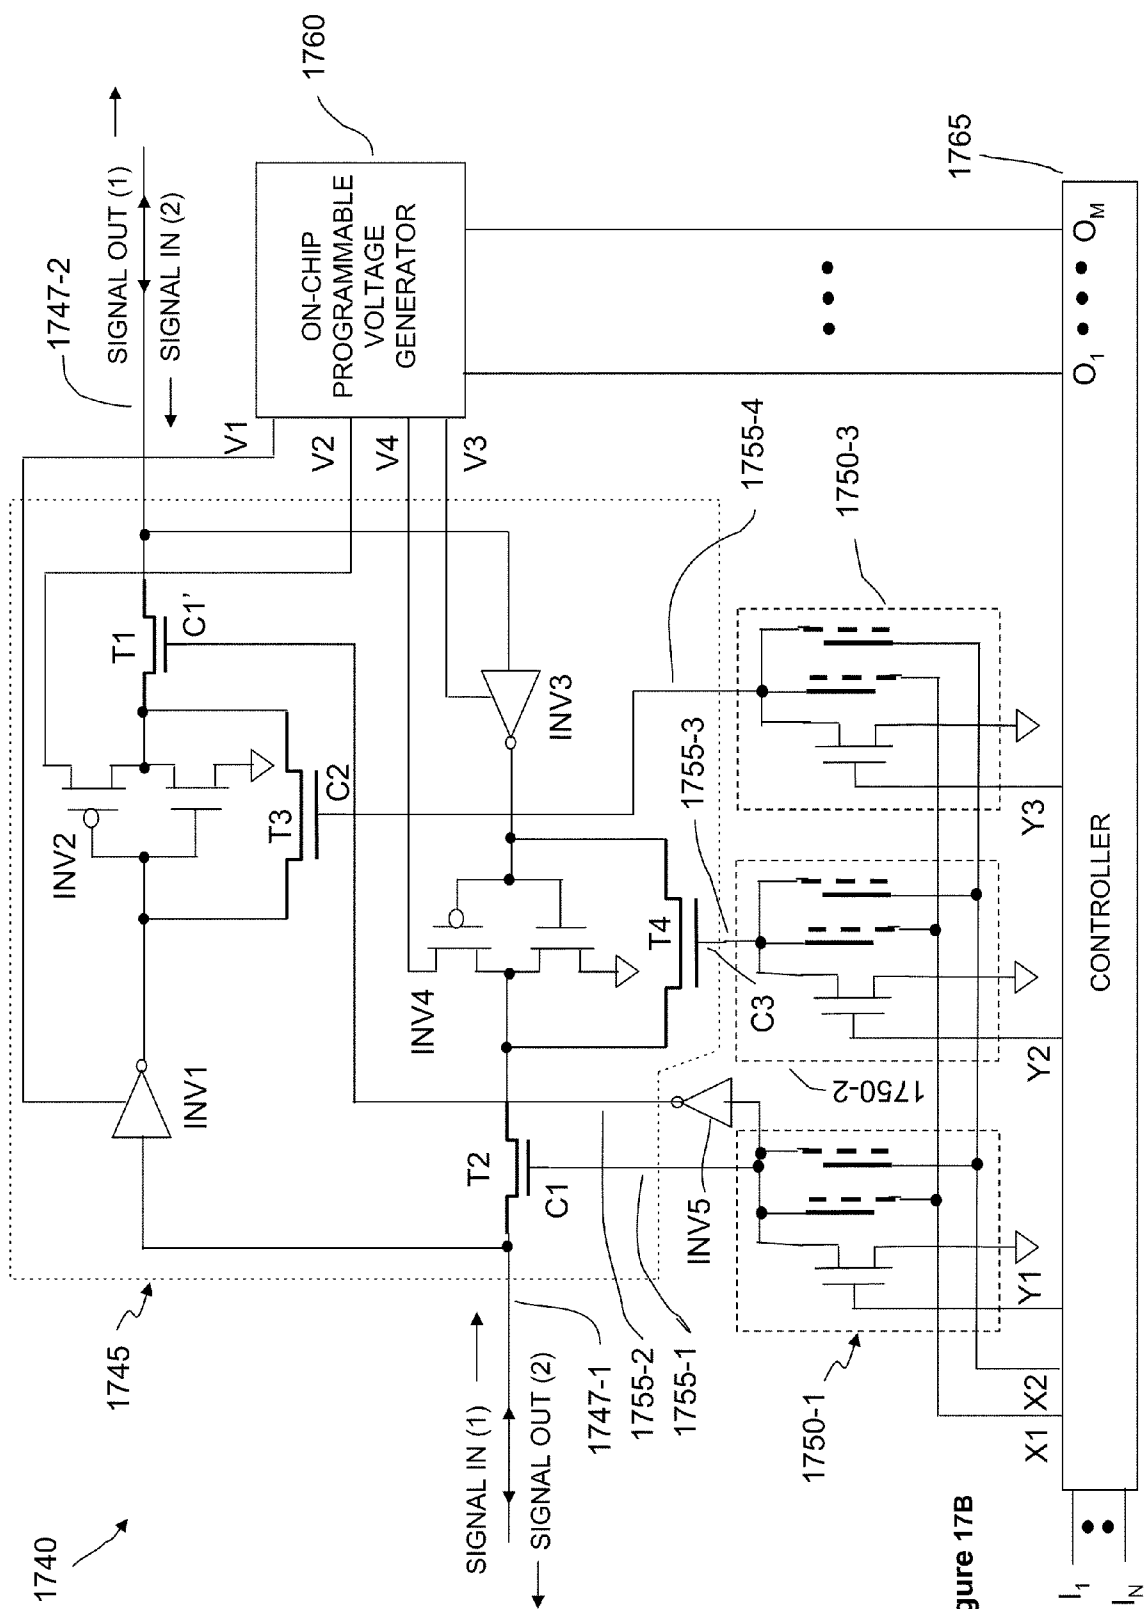 1740
1745
1747-2
1760
SIGNAL OUT (1)
SIGNAL IN (2)
ON-CHIP
PROGRAMMABLE
VOLTAGE
GENERATOR
V1
V2
V4
V3
INV1
INV2
T1
C1'
T3
C2
INV3
INV4
T4
C3
T2
C1
INV5
SIGNAL IN (1)
SIGNAL OUT (2)
1747-1
1755-2
1755-1
1755-3
1755-4
1750-1
1750-2
1750-3
1765
X1
X2
Y1
Y2
Y3
O1
OM
CONTROLLER
I1
IN
gure 17B